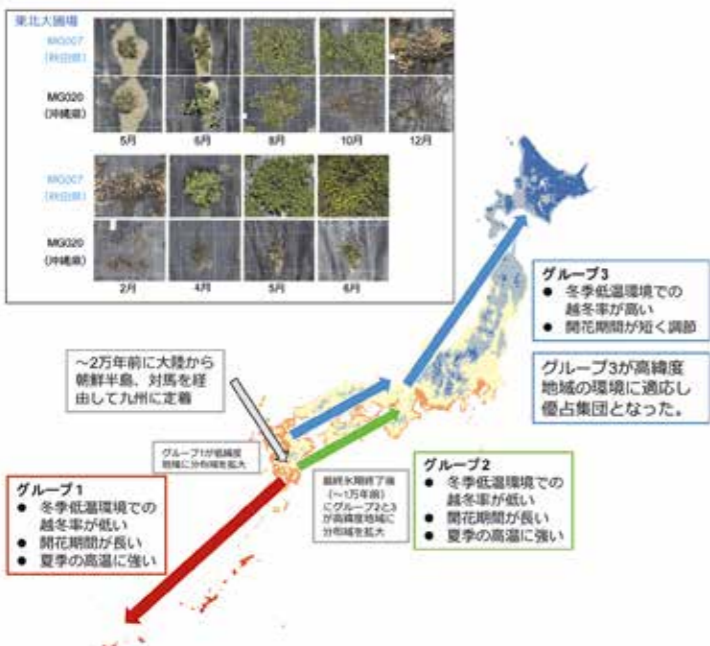 東北大圃場
MG007
(秋田県)
MG020
(沖縄県)
5月
6月
8月
10月
12月
MG007
(秋田県)
MG020
(沖縄県)
2月
4月
5月
6月
グループ3
● 冬季低温環境での
越冬率が高い
● 開花期間が短く調節
グループ3が高緯度
地域の環境に適応し
優占集団となった。
～2万年前に大陸から
朝鮮半島、対馬を経
由して九州に定着
グループ1が低緯度
地域に分布域を拡大
最終氷期終了後
(～1万年前)
にグループ2と3
が高緯度地域に
分布域を拡大
グループ2
● 冬季低温環境での
越冬率が低い
● 開花期間が長い
● 夏季の高温に強い
グループ1
● 冬季低温環境での
越冬率が低い
● 開花期間が長い
● 夏季の高温に強い